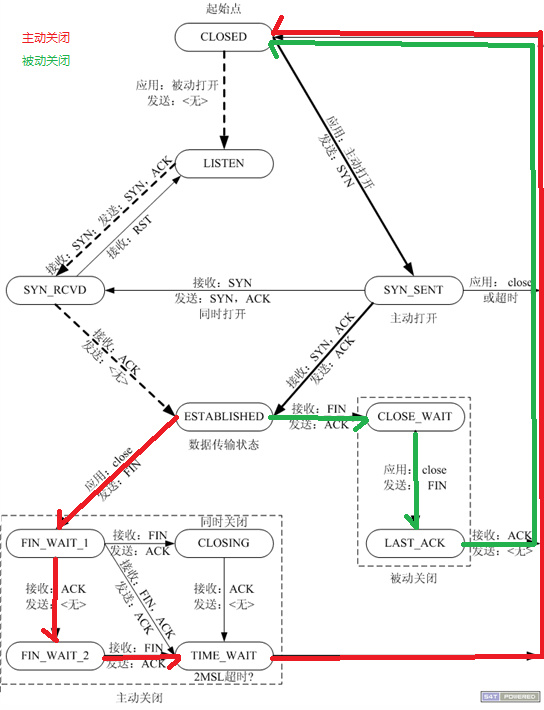 起始点
主动关闭
CLOSED
被动关闭
应用：被动打开
发送：<无>
应用：主动打开
发送：SYN
LISTEN
接收：SYN；发送：SYN，ACK
接收：RST
SYN_RCVD
接收：SYN
发送：SYN，ACK
同时打开
SYN_SENT
主动打开
应用： close
或超时
接收：ACK
发送：<无>
接收：SYN，ACK
发送：ACK
ESTABLISHED
数据传输状态
接收：FIN
发送：ACK
CLOSE_WAIT
应用：close
发送：FIN
应用：close
发送： FIN
同时关闭
FIN_WAIT_1
接收：FIN
发送：ACK
CLOSING
LAST_ACK
接收：ACK
发送：<无>
被动关闭
接收：ACK
发送：<无>
接收：FIN，ACK
发送：ACK
接收：ACK
发送：<无>
FIN_WAIT_2
接收：FIN
发送：ACK
TIME_WAIT
2MSL超时?
主动关闭
S4T POWERED